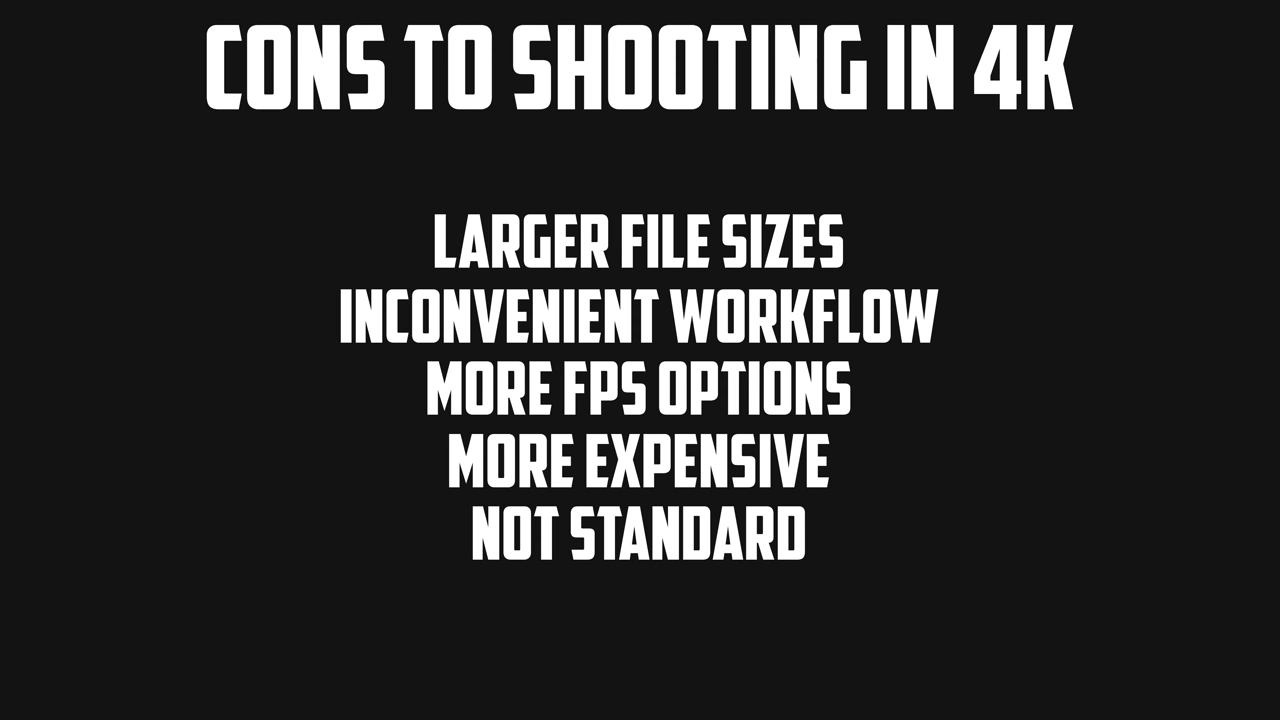 CONS TO SHOOTING IN 4K
LARGER FILE SIZES
INCONVENIENT WORKFLOW
MORE FPS OPTIONS
MORE EXPENSIVE
NOT STANDARD